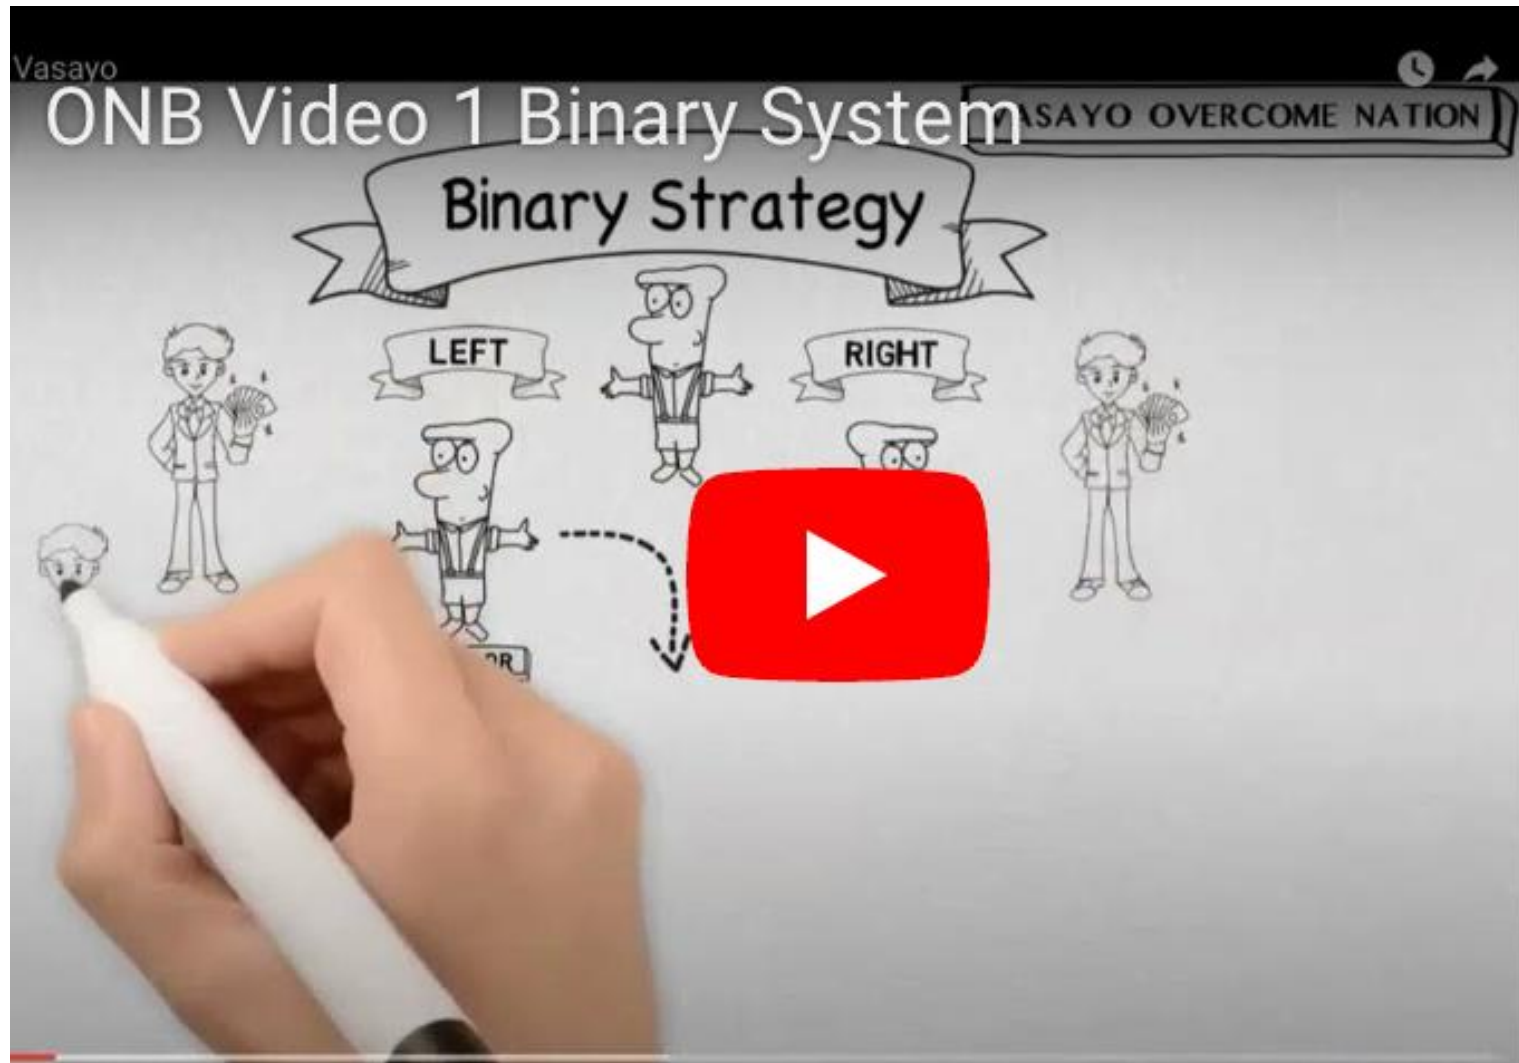 Vasayo
ONB Video 1 Binary System
VASAYO OVERCOME NATION
Binary Strategy
LEFT
RIGHT